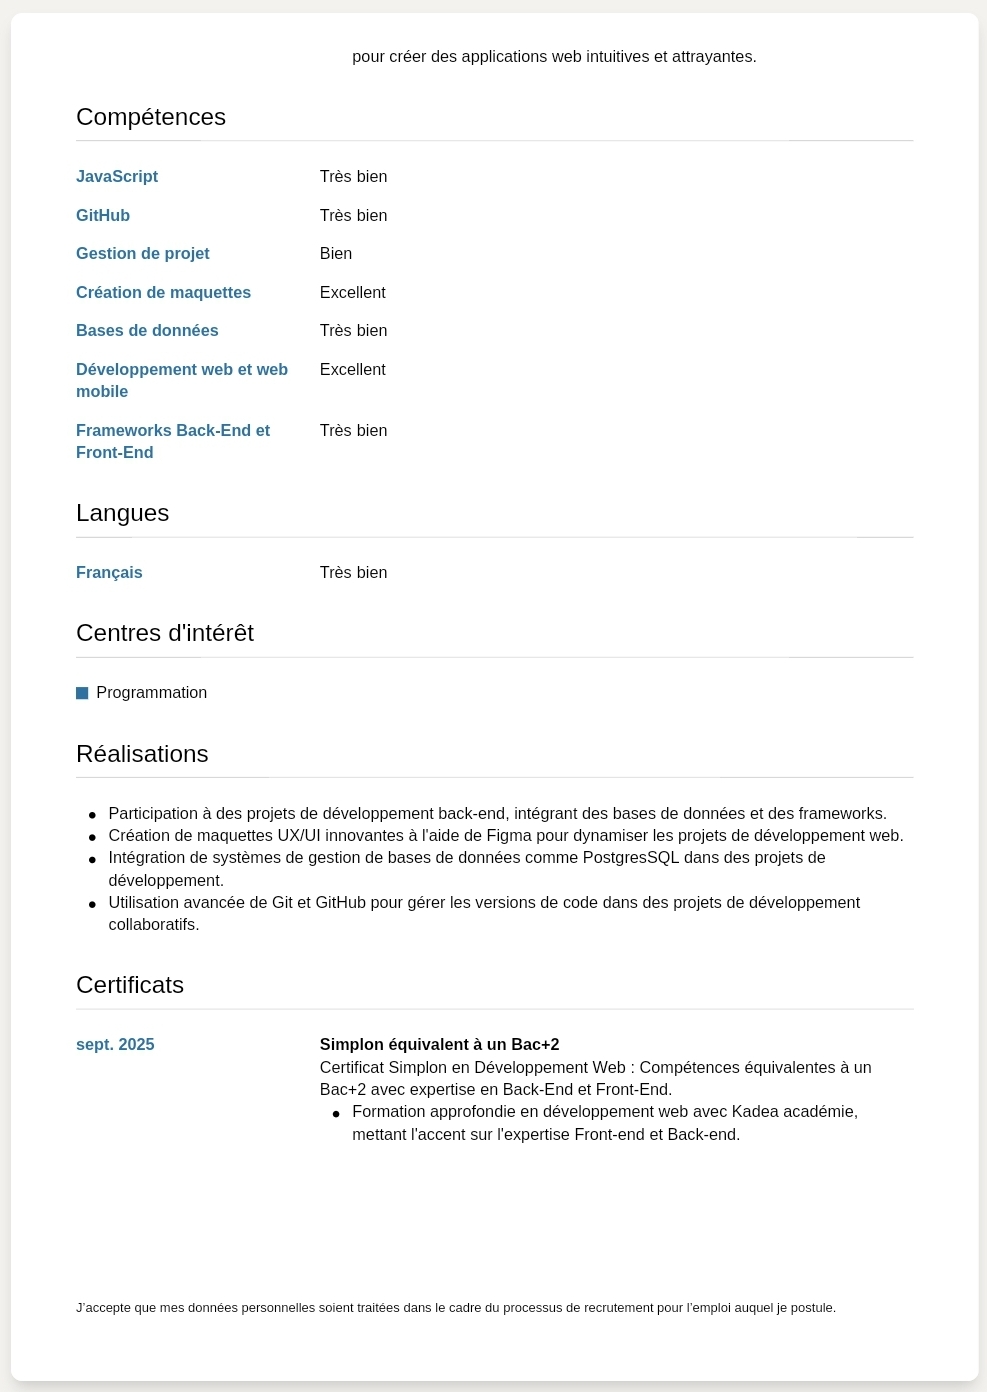 pour créer des applications web intuitives et attrayantes.
Compétences
JavaScript Très bien
GitHub Très bien
Gestion de projet Bien
Création de maquettes Excellent
Bases de données Très bien
Développement web et web Excellent
mobile
Frameworks Back-End et Très bien
Front-End
Langues
Français Très bien
Centres d'intérêt
Programmation
Réalisations
● Participation à des projets de développement back-end, intégrant des bases de données et des frameworks.
● Création de maquettes UX/UI innovantes à l'aide de Figma pour dynamiser les projets de développement web.
● Intégration de systèmes de gestion de bases de données comme PostgresSQL dans des projets de
développement.
● Utilisation avancée de Git et GitHub pour gérer les versions de code dans des projets de développement
collaboratifs.
Certificats
sept. 2025 Simplon équivalent à un Bac+2
Certificat Simplon en Développement Web : Compétences équivalentes à un
Bac+2 avec expertise en Back-End et Front-End.
● Formation approfondie en développement web avec Kadea académie,
mettant l'accent sur l'expertise Front-end et Back-end.
J’accepte que mes données personnelles soient traitées dans le cadre du processus de recrutement pour l’emploi auquel je postule.